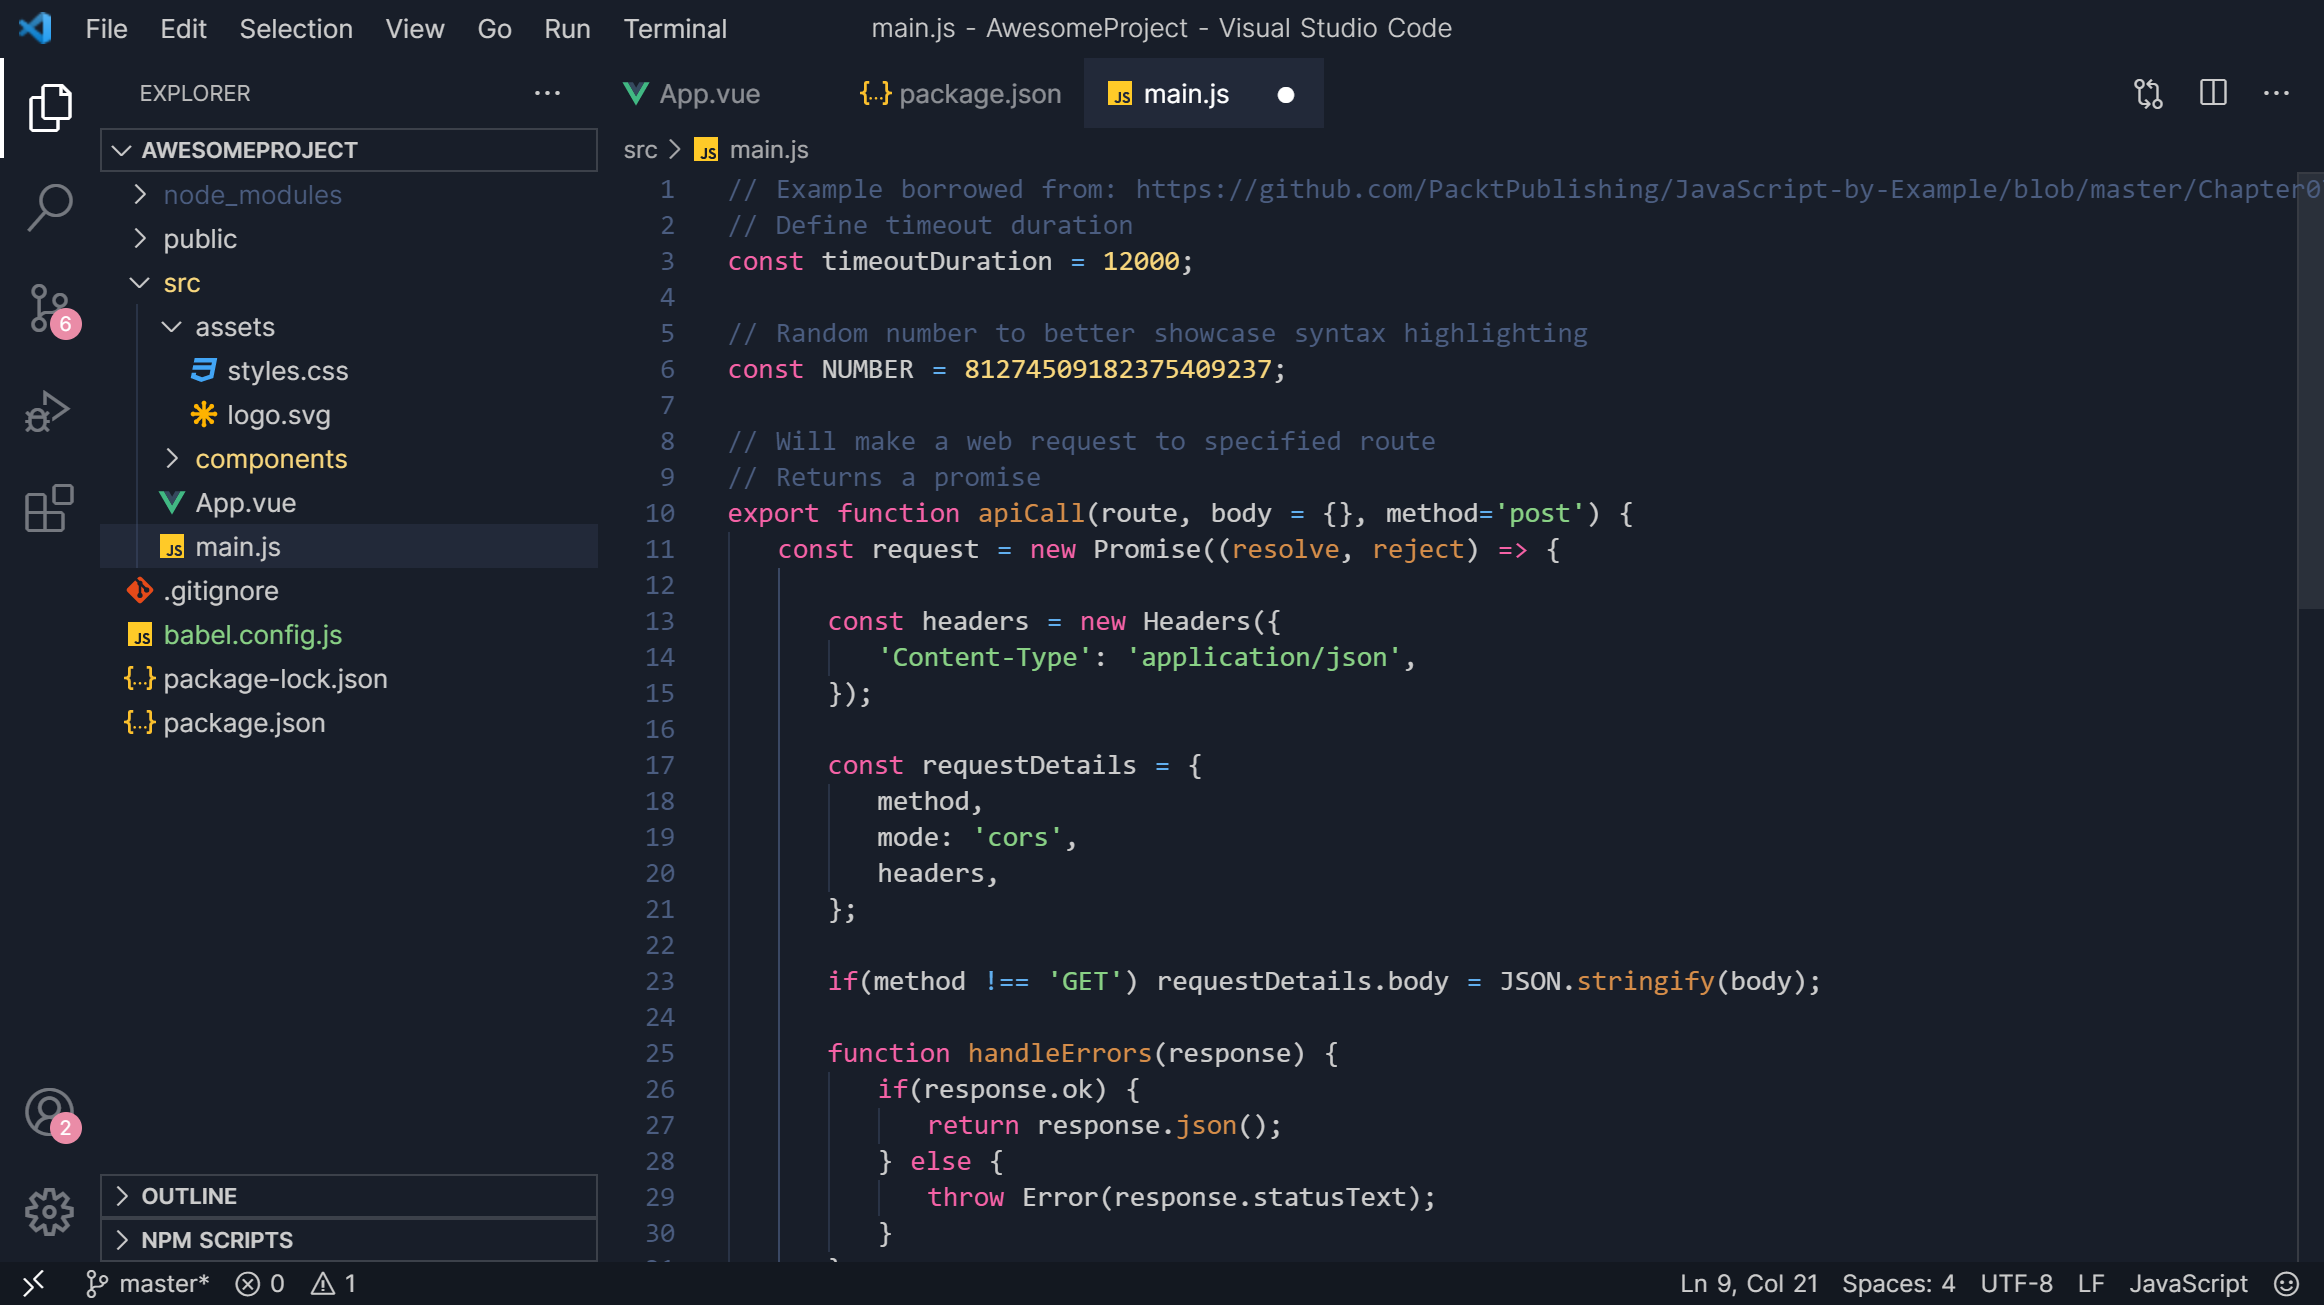 File Edit Selection View Go Run Terminal main.js - AwesomeProject - Visual Studio Code
EXPLORER
AWESOMEPROJECT
node_modules
public
src
assets
styles.css
logo.svg
components
App.vue
JS main.js
.gitignore
JS babel.config.js
{...} package-lock.json
{...} package.json
OUTLINE
NPM SCRIPTS
6
2
App.vue {...} package.json JS main.js
src > JS main.js
1 // Example borrowed from: https://github.com/PacktPublishing/JavaScript-by-Example/blob/master/Chapter0
2 // Define timeout duration
3 const timeoutDuration = 12000;
4
5 // Random number to better showcase syntax highlighting
6 const NUMBER = 81274509182375409237;
7
8 // Will make a web request to specified route
9 // Returns a promise
10 export function apiCall(route, body = {}, method='post') {
11 const request = new Promise((resolve, reject) => {
12
13 const headers = new Headers({
14 'Content-Type': 'application/json',
15 });
16
17 const requestDetails = {
18 method,
19 mode: 'cors',
20 headers,
21 };
22
23 if(method !== 'GET') requestDetails.body = JSON.stringify(body);
24
25 function handleErrors(response) {
26 if(response.ok) {
27 return response.json();
28 } else {
29 throw Error(response.statusText);
30 }
master* 0 1 Ln 9, Col 21 Spaces: 4 UTF-8 LF JavaScript